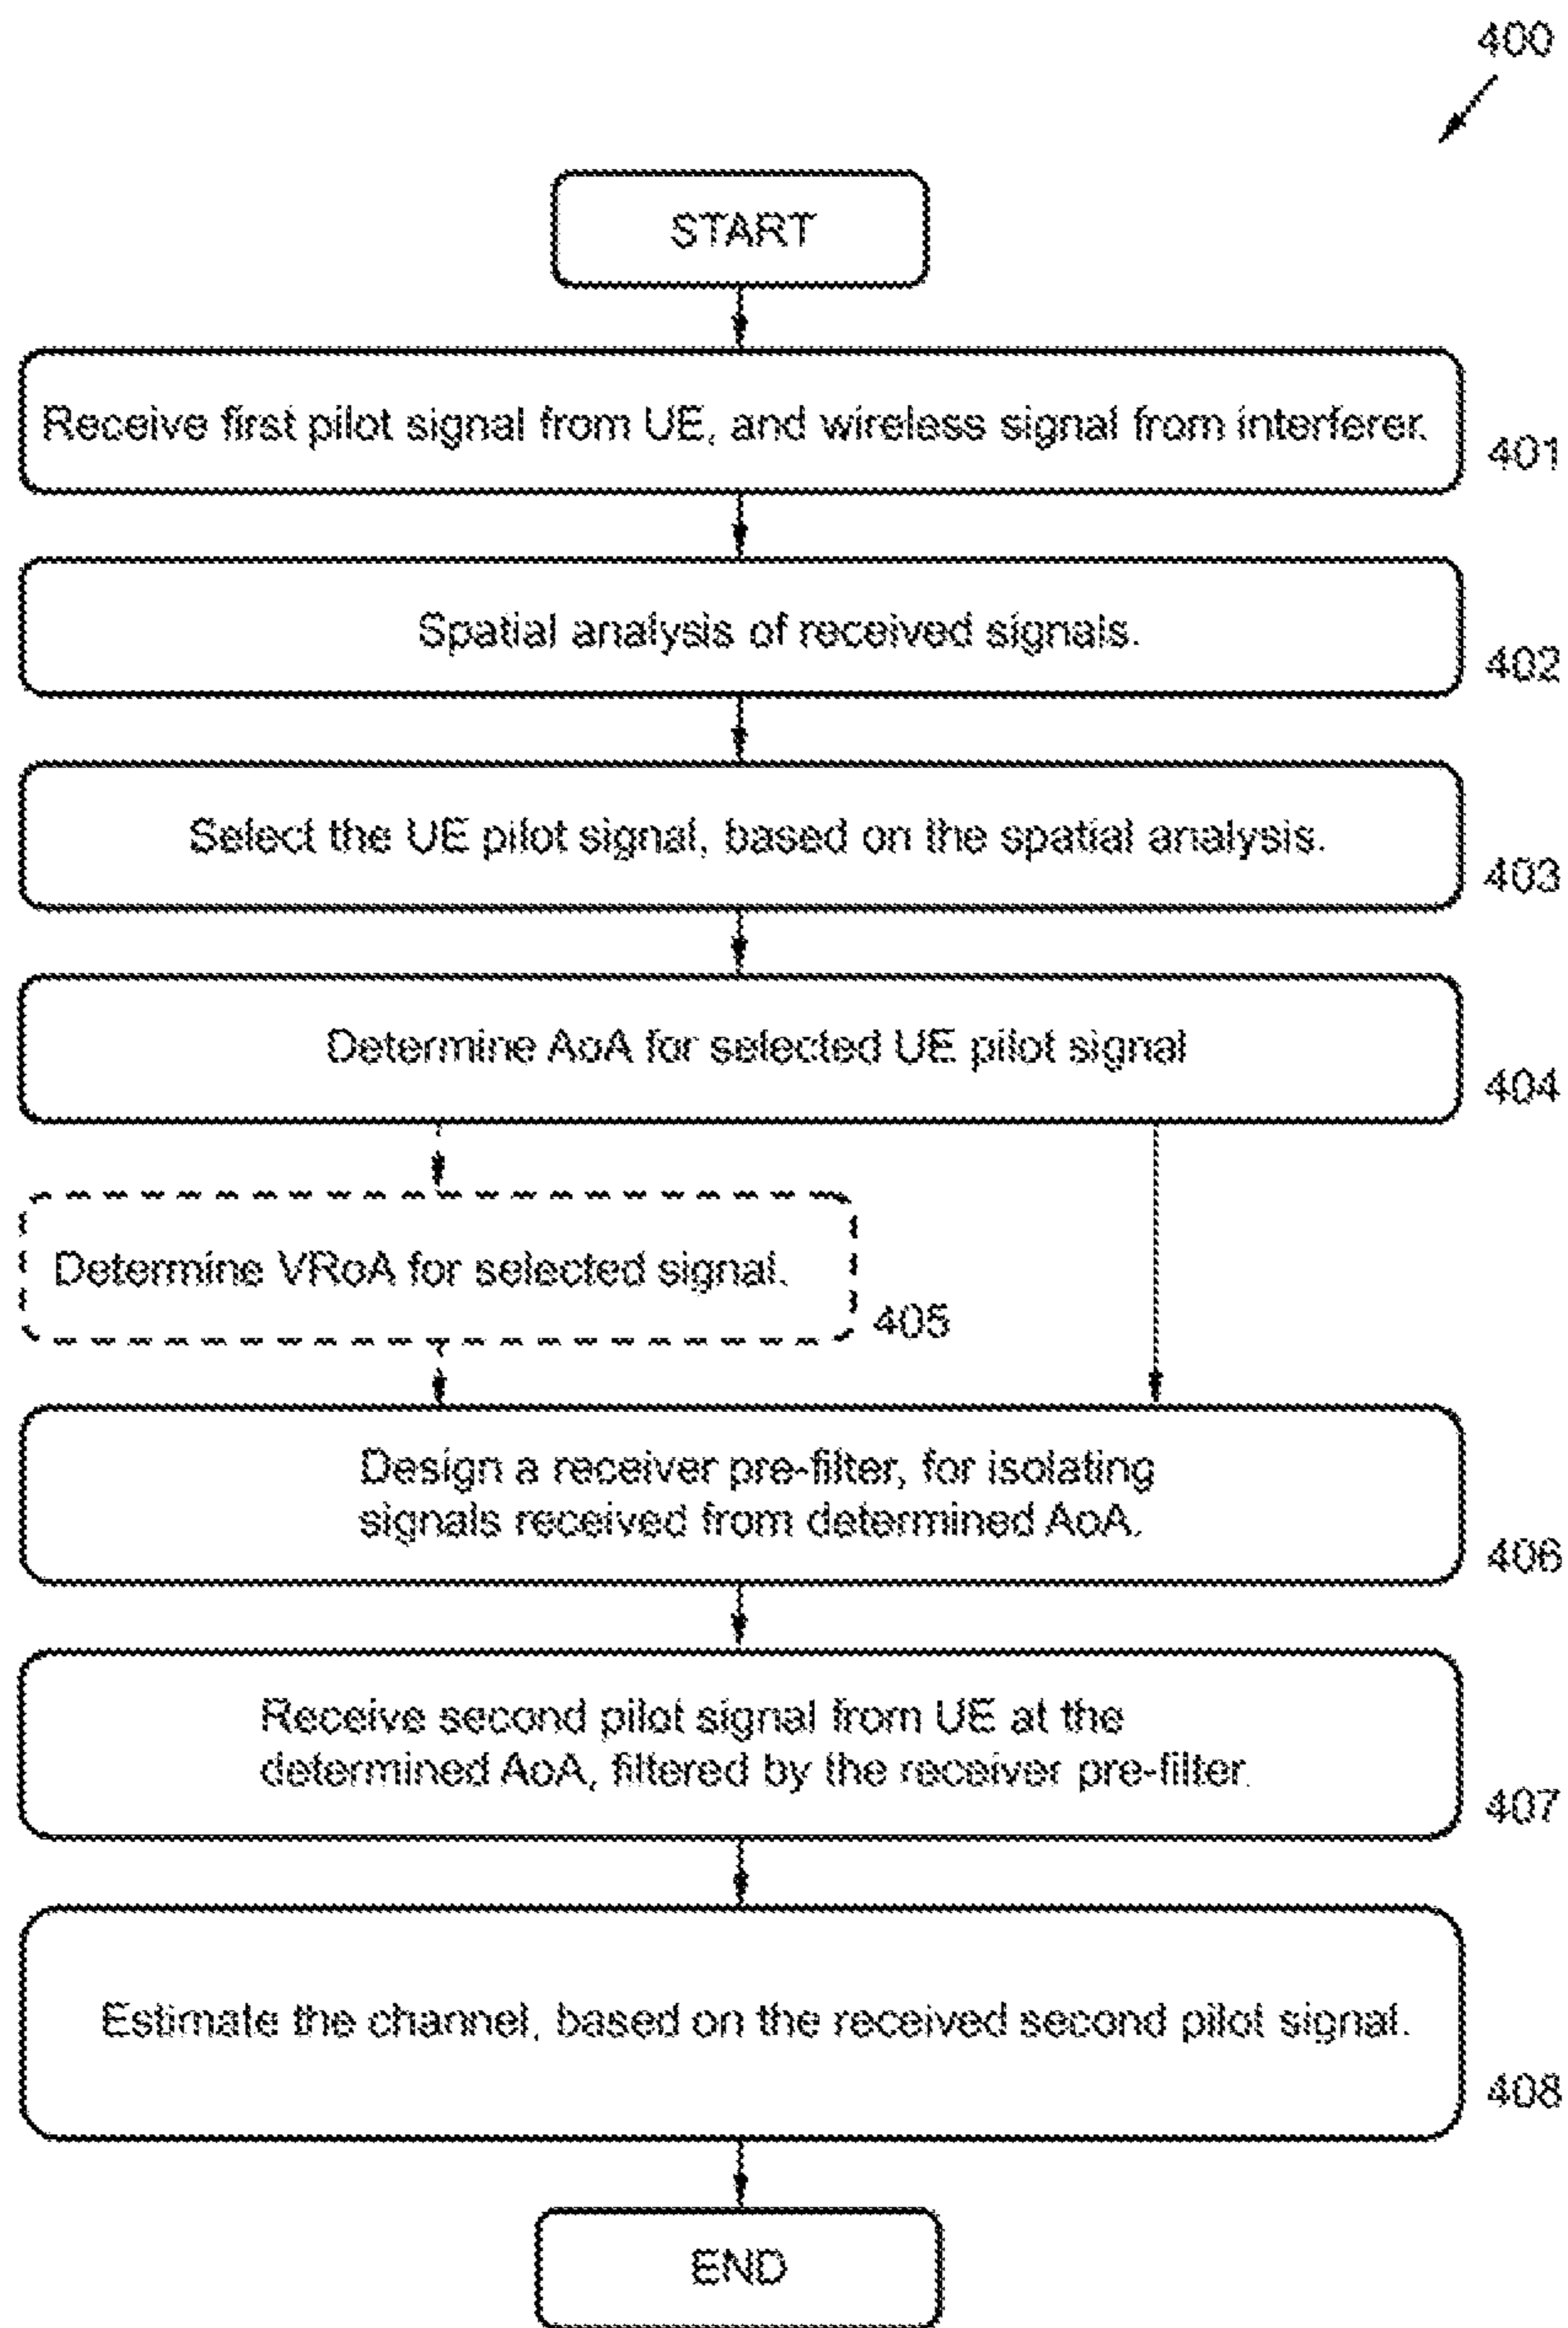 400
START
Receive first pilot signal from UE, and wireless signal from interferer.
401
Spatial analysis of received signals.
402
Select the UE pilot signal, based on the spatial analysis.
403
Determine AoA for selected UE pilot signal
404
Determine VRoA for selected signal.
405
Design a receiver pre-filter, for isolating
signals received from determined AoA.
406
Receive second pilot signal from UE at the
determined AoA, filtered by the receiver pre-filter.
407
Estimate the channel, based on the received second pilot signal.
408
END